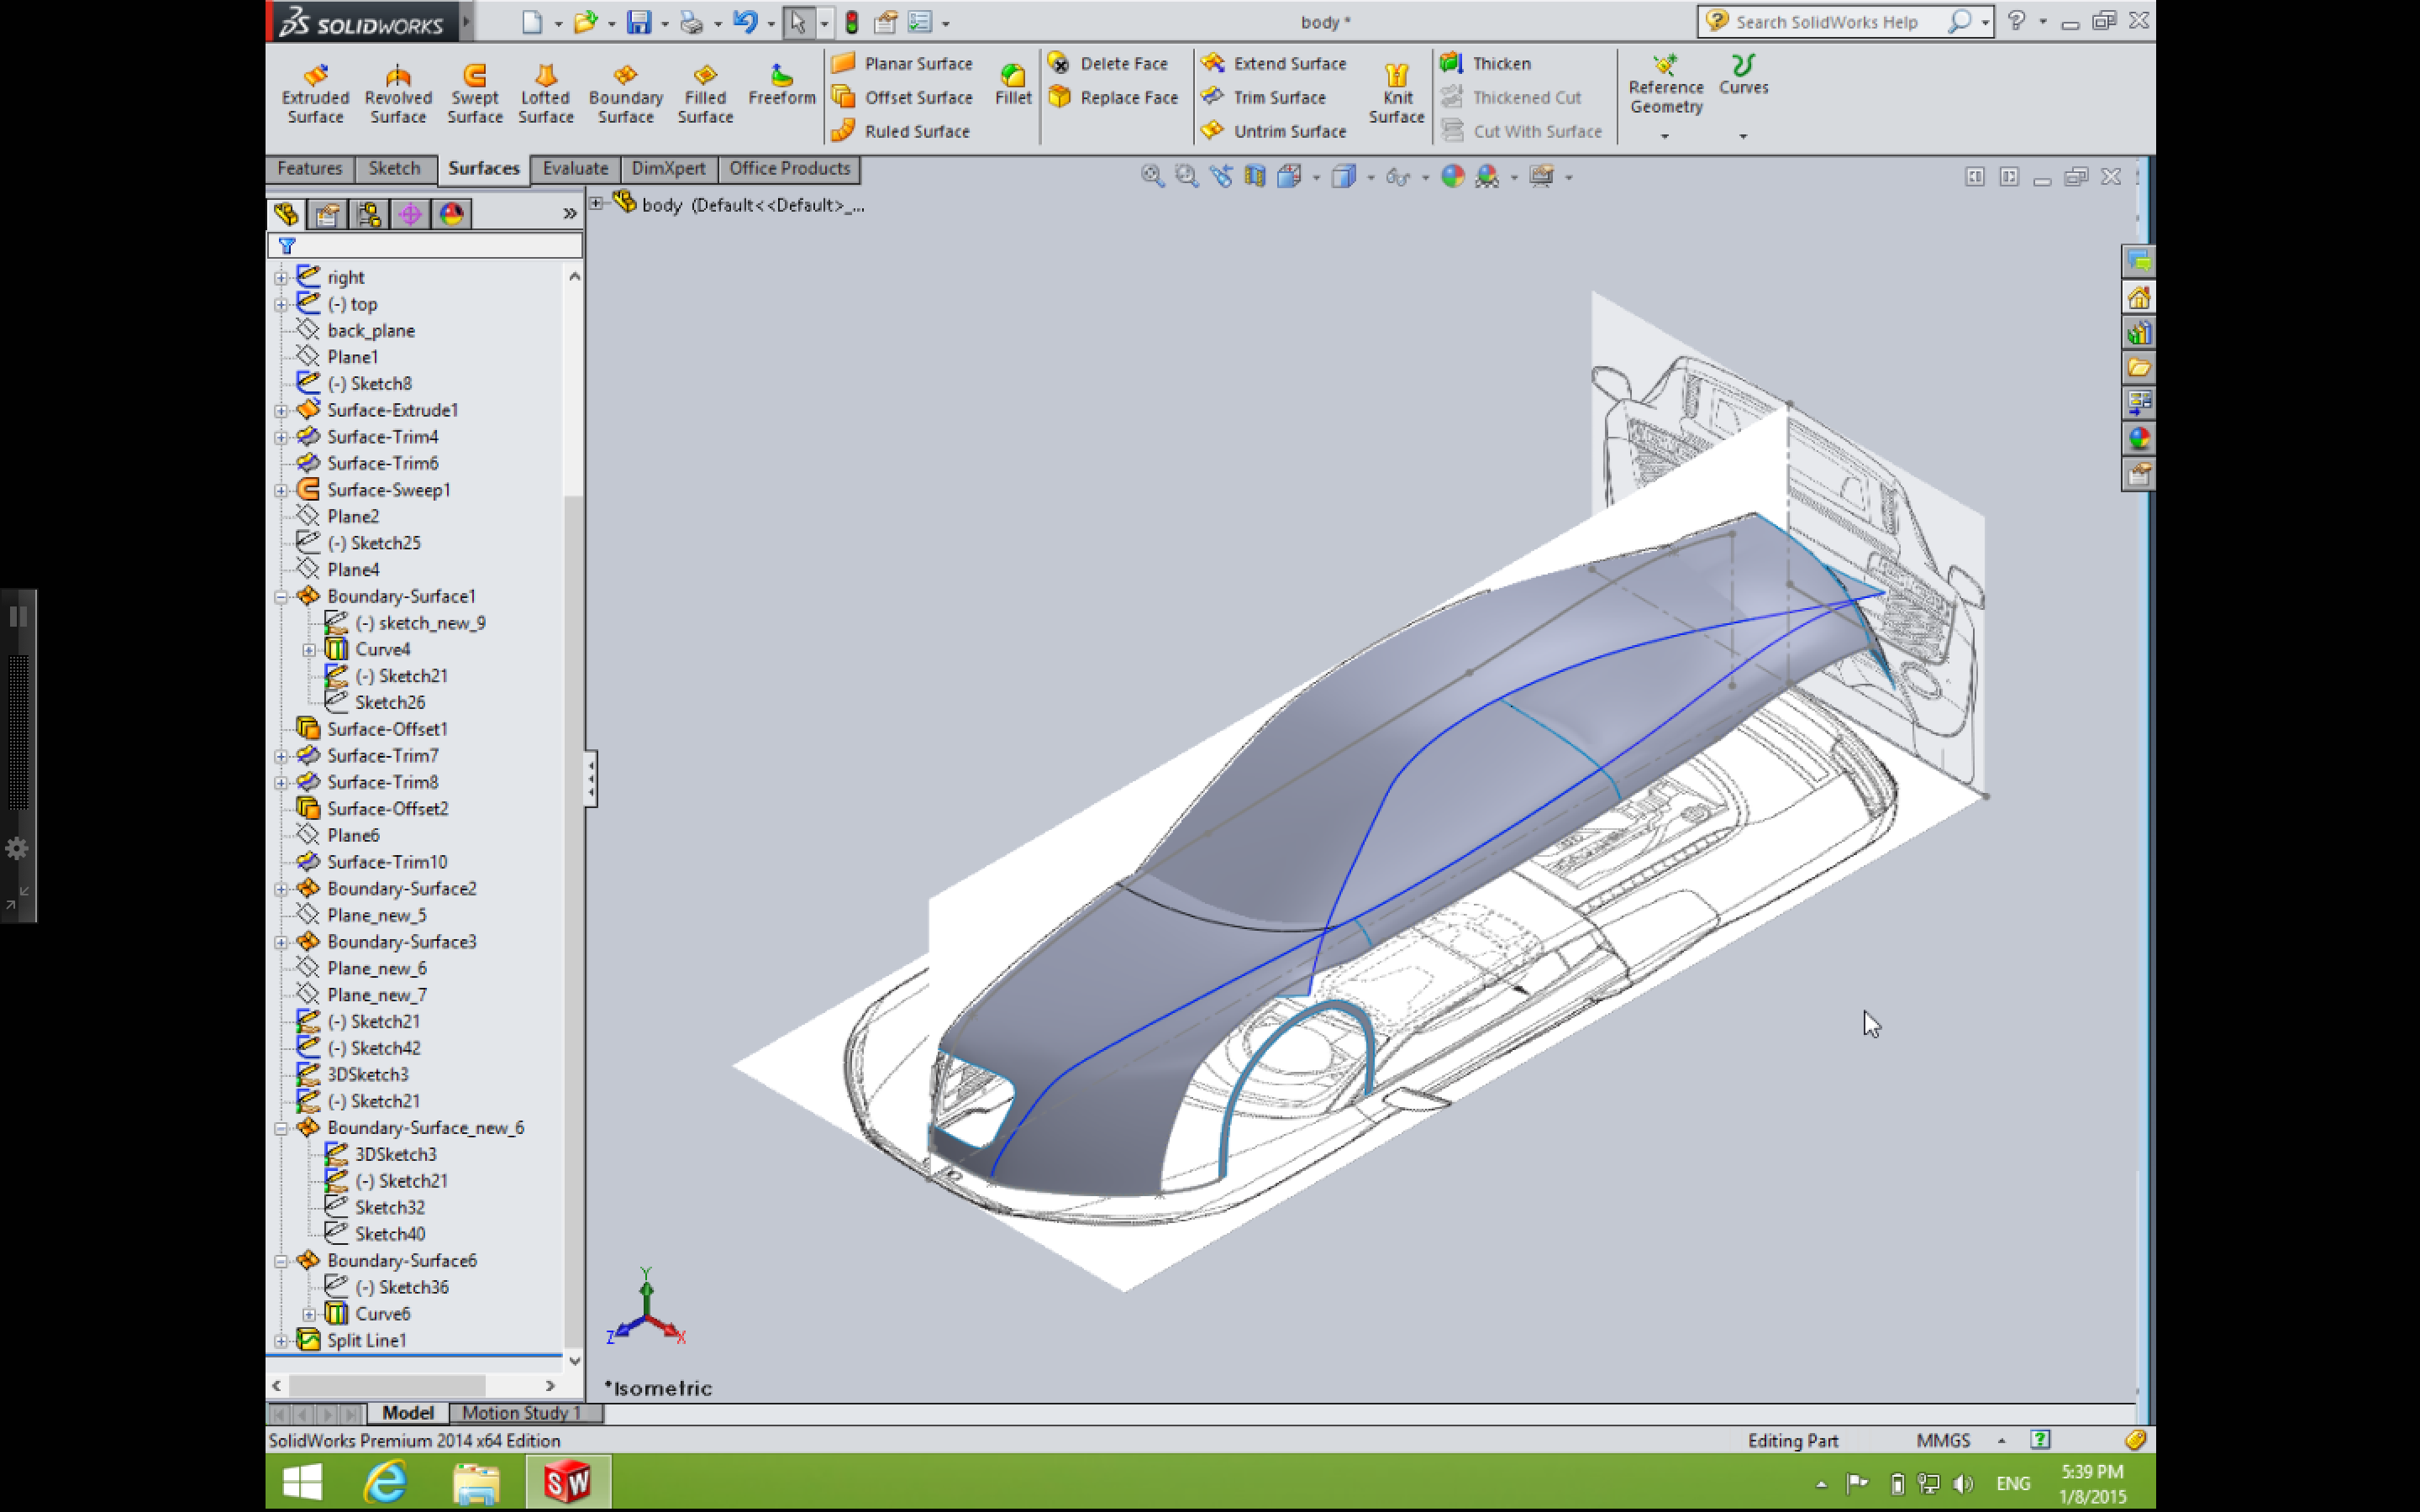 SOLIDWORKS
body *
Search SolidWorks Help
Extruded Surface
Revolved Surface
Swept Surface
Lofted Surface
Boundary Surface
Filled Surface
Freeform
Planar Surface
Offset Surface
Ruled Surface
Fillet
Delete Face
Replace Face
Extend Surface
Trim Surface
Untrim Surface
Knit Surface
Thicken
Thickened Cut
Cut With Surface
Reference Geometry
Curves
Features
Sketch
Surfaces
Evaluate
DimXpert
Office Products
body (Default<<Default>_...
right
(-) top
back_plane
Plane1
(-) Sketch8
Surface-Extrude1
Surface-Trim4
Surface-Trim6
Surface-Sweep1
Plane2
(-) Sketch25
Plane4
Boundary-Surface1
(-) sketch_new_9
Curve4
(-) Sketch21
Sketch26
Surface-Offset1
Surface-Trim7
Surface-Trim8
Surface-Offset2
Plane6
Surface-Trim10
Boundary-Surface2
Plane_new_5
Boundary-Surface3
Plane_new_6
Plane_new_7
(-) Sketch21
(-) Sketch42
3DSketch3
(-) Sketch21
Boundary-Surface_new_6
3DSketch3
(-) Sketch21
Sketch32
Sketch40
Boundary-Surface6
(-) Sketch36
Curve6
Split Line1
Y
Z
X
*Isometric
Model
Motion Study 1
SolidWorks Premium 2014 x64 Edition
Editing Part
MMGS
SW
ENG
5:39 PM
1/8/2015